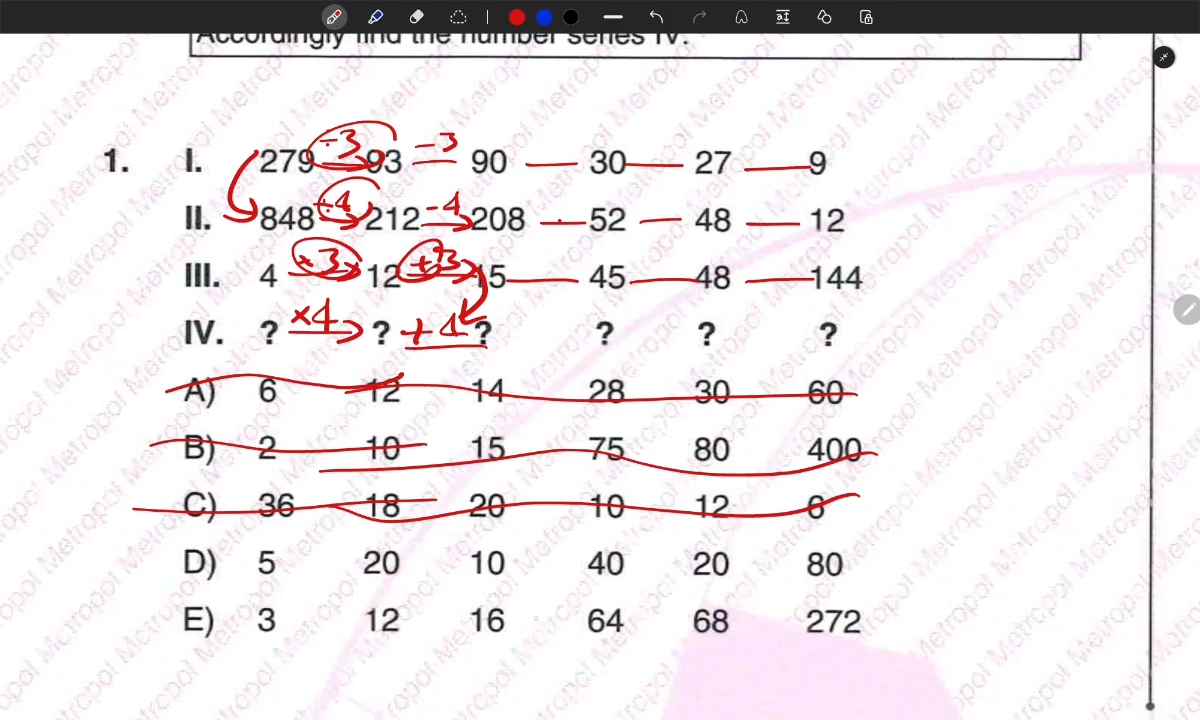 Accordingly find the number series IV.
÷3 -3
1. I. 279 93 90 30 27 9
÷4 -4
II. 848 212 208 52 48 12
×3 +3
III. 4 12 15 45 48 144
×4 +4
IV. ? ? ? ? ? ?
A) 6 12 14 28 30 60
B) 2 10 15 75 80 400
C) 36 18 20 10 12 6
D) 5 20 10 40 20 80
E) 3 12 16 64 68 272